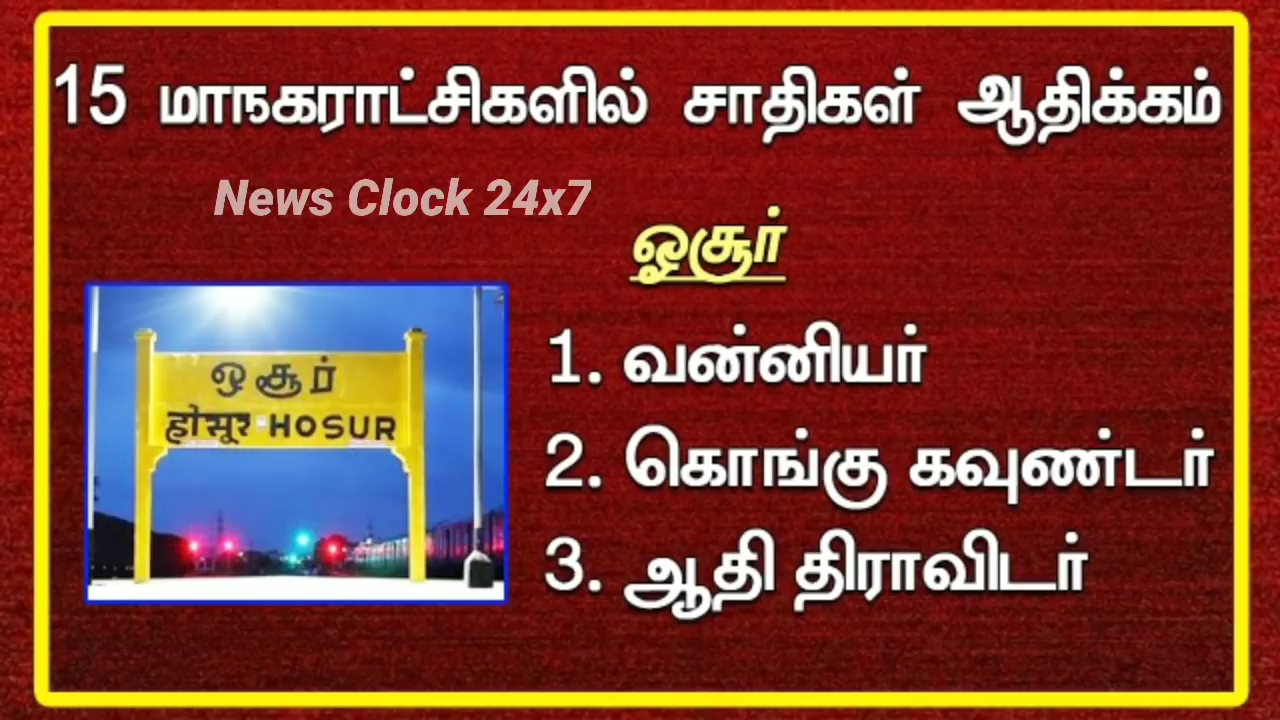 15 மாநகராட்சிகளில் சாதிகள் ஆதிக்கம்
News Clock 24x7
ஓசூர்
ஓசூர்
होसूर HOSUR
1. வன்னியர்
2. கொங்கு கவுண்டர்
3. ஆதி திராவிடர்